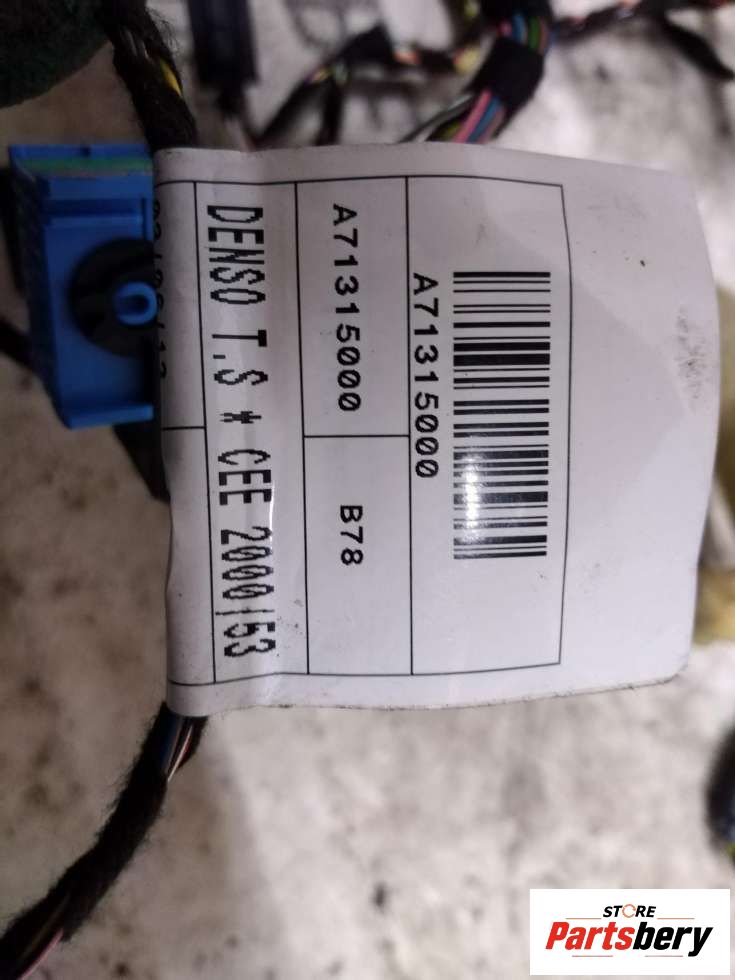 A71315000
A71315000
B78
DENSO T.S * CEE 2000/53
STORE
Partsbery